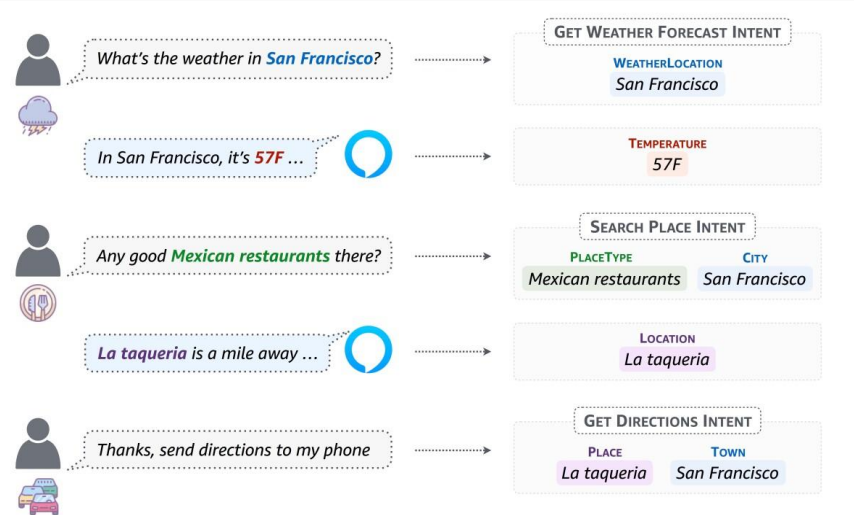 What's the weather in San Francisco?
GET WEATHER FORECAST INTENT
WEATHERLOCATION
San Francisco
In San Francisco, it's 57F ...
TEMPERATURE
57F
Any good Mexican restaurants there?
SEARCH PLACE INTENT
PLACETYPE CITY
Mexican restaurants San Francisco
La taqueria is a mile away ...
LOCATION
La taqueria
Thanks, send directions to my phone
GET DIRECTIONS INTENT
PLACE TOWN
La taqueria San Francisco